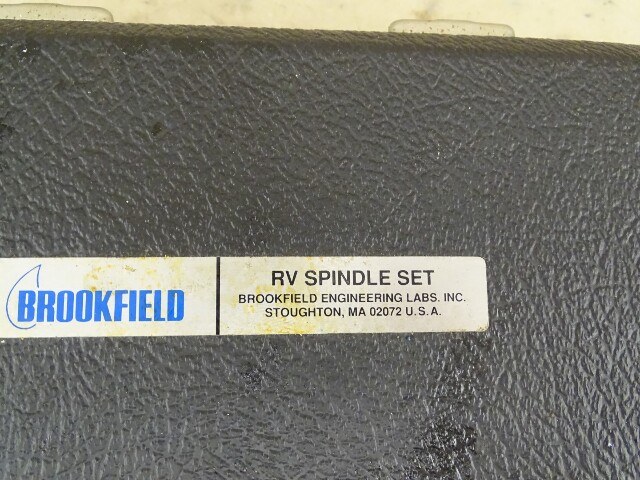 BROOKFIELD
RV SPINDLE SET
BROOKFIELD ENGINEERING LABS. INC.
STOUGHTON, MA 02072 U.S.A.